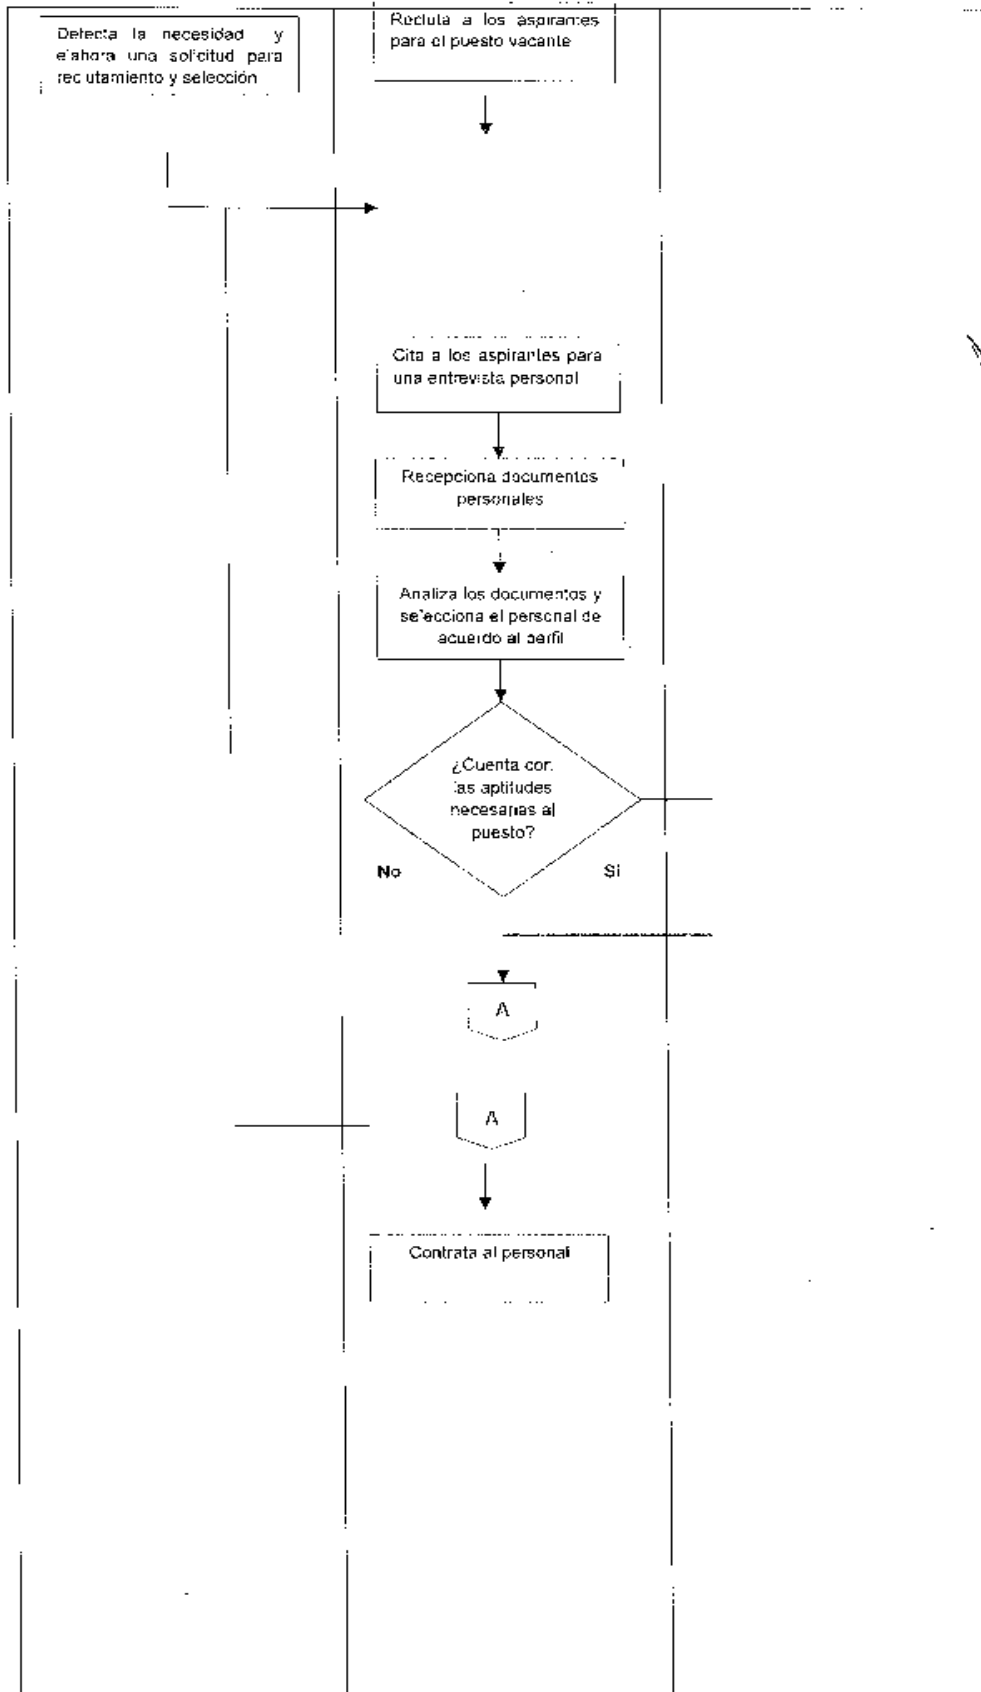 Detecta la necesidad y
elabora una solicitud para
reclutamiento y selección
Recluta a los aspirantes
para el puesto vacante
Cita a los aspirantes para
una entrevista personal
Recepciona documentos
personales
Analiza los documentos y
selecciona el personal de
acuerdo al perfil
¿Cuenta con
las aptitudes
necesarias al
puesto?
No
Si
A
A
Contrata al personal